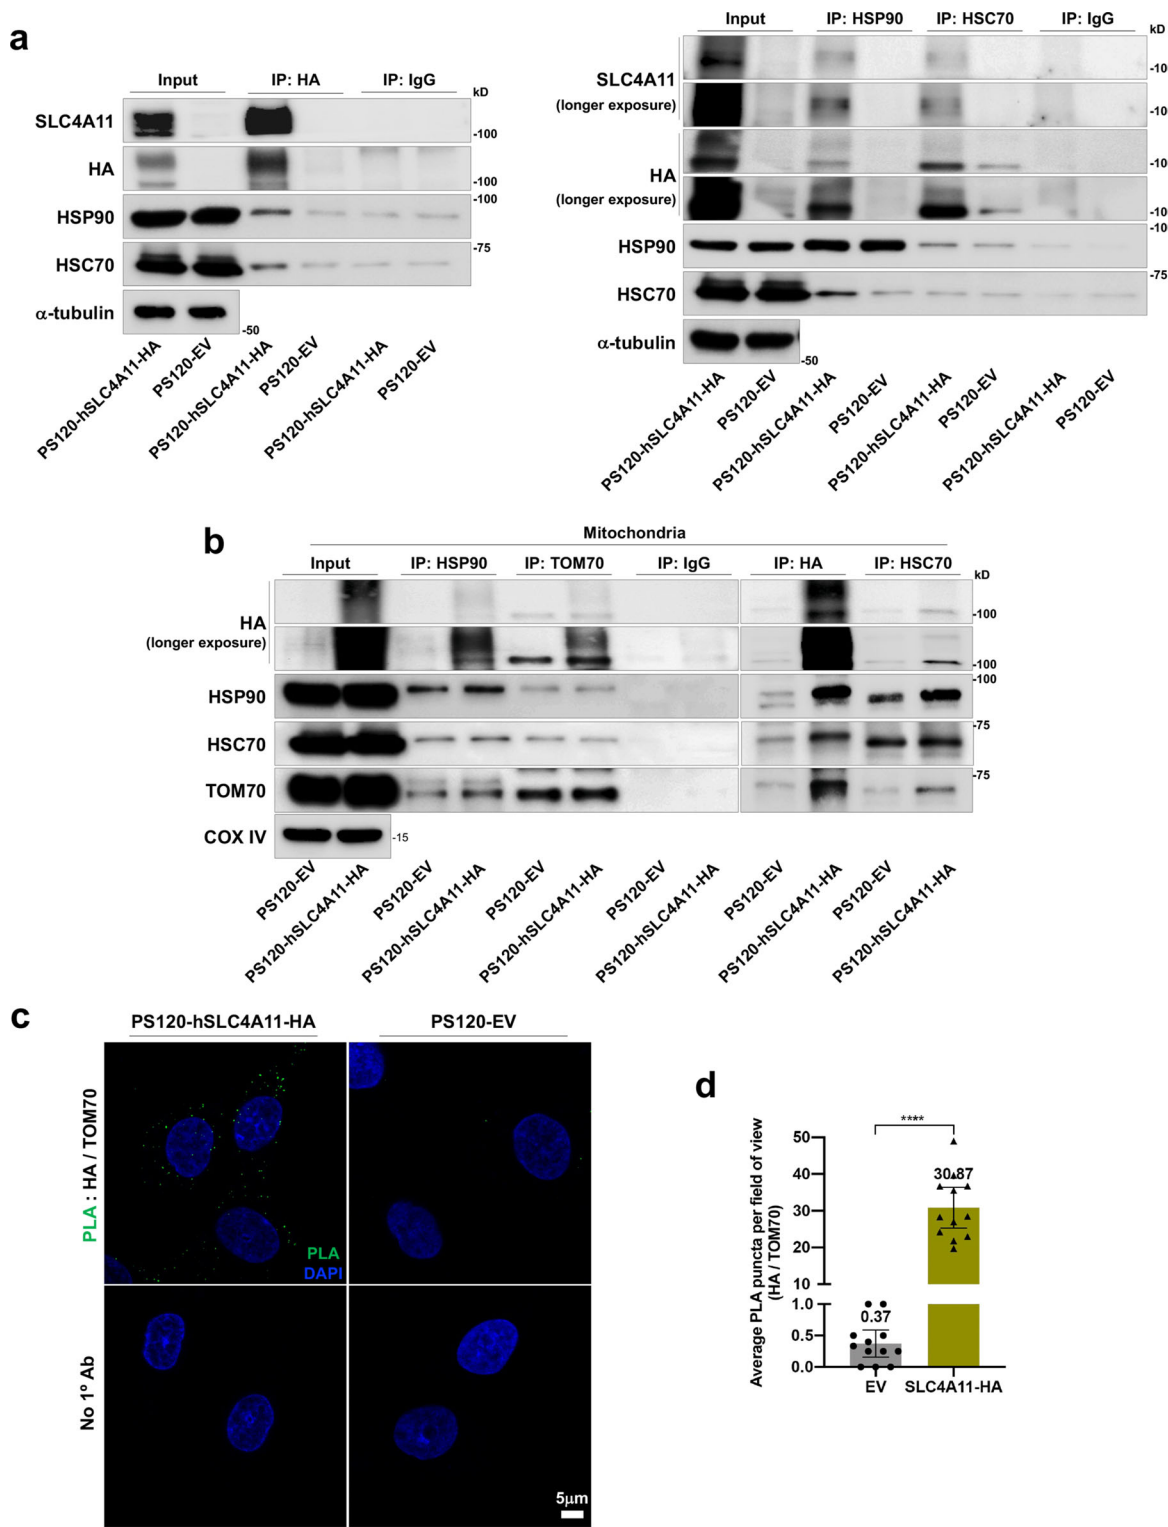 a
Input
IP: HA
IP: IgG
kD
SLC4A11
-100
HA
-100
-100
HSP90
-75
HSC70
α-tubulin
-50
PS120-hSLC4A11-HA
PS120-EV
PS120-hSLC4A11-HA
PS120-EV
PS120-hSLC4A11-HA
PS120-EV
Input
IP: HSP90
IP: HSC70
IP: IgG
kD
SLC4A11
-10
(longer exposure)
-10
HA
-10
(longer exposure)
-10
-10
HSP90
-75
HSC70
α-tubulin
-50
PS120-hSLC4A11-HA
PS120-EV
PS120-hSLC4A11-HA
PS120-EV
PS120-hSLC4A11-HA
PS120-EV
PS120-hSLC4A11-HA
PS120-EV
b
Mitochondria
Input
IP: HSP90
IP: TOM70
IP: IgG
IP: HA
IP: HSC70
kD
HA
-100
(longer exposure)
-100
-100
HSP90
-75
HSC70
-75
TOM70
COX IV
-15
PS120-EV
PS120-hSLC4A11-HA
PS120-EV
PS120-hSLC4A11-HA
PS120-EV
PS120-hSLC4A11-HA
PS120-EV
PS120-hSLC4A11-HA
PS120-EV
PS120-hSLC4A11-HA
PS120-EV
PS120-hSLC4A11-HA
c
PS120-hSLC4A11-HA
PS120-EV
PLA : HA / TOM70
PLA
DAPI
No 1º Ab
5μm
d
****
Average PLA puncta per field of view
(HA / TOM70)
50
40
30
20
10
1.0
0.5
0.0
30.87
0.37
EV
SLC4A11-HA